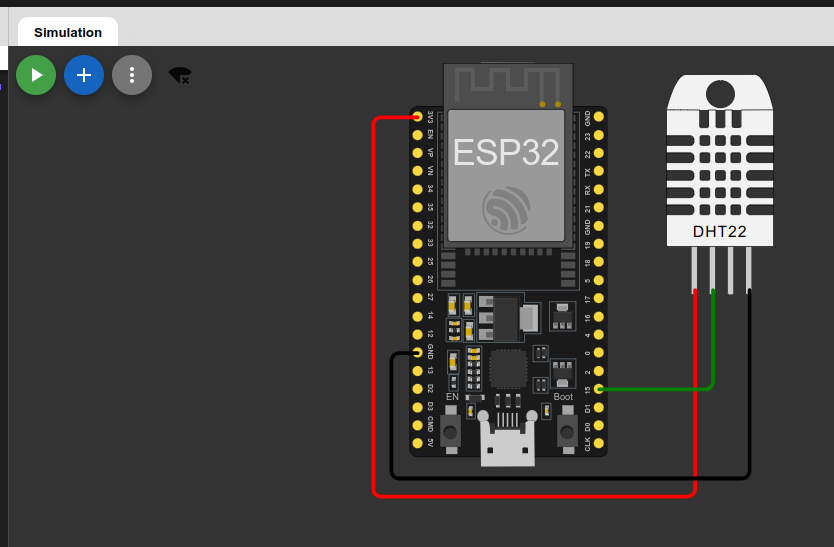 Simulation
ESP32
3V3
EN
VP
VN
34
35
32
33
25
26
27
14
12
GND
13
D2
D3
CMD
5V
GND
23
22
TX
RX
21
GND
19
18
5
17
16
4
0
2
15
D1
D0
CLK
EN
Boot
DHT22